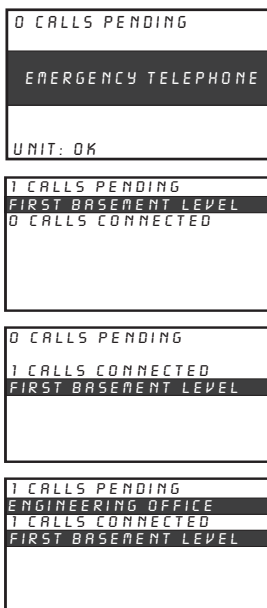 0 CALLS PENDING
EMERGENCY TELEPHONE
UNIT: OK
1 CALLS PENDING
FIRST BASEMENT LEVEL
0 CALLS CONNECTED
0 CALLS PENDING
1 CALLS CONNECTED
FIRST BASEMENT LEVEL
1 CALLS PENDING
ENGINEERING OFFICE
1 CALLS CONNECTED
FIRST BASEMENT LEVEL